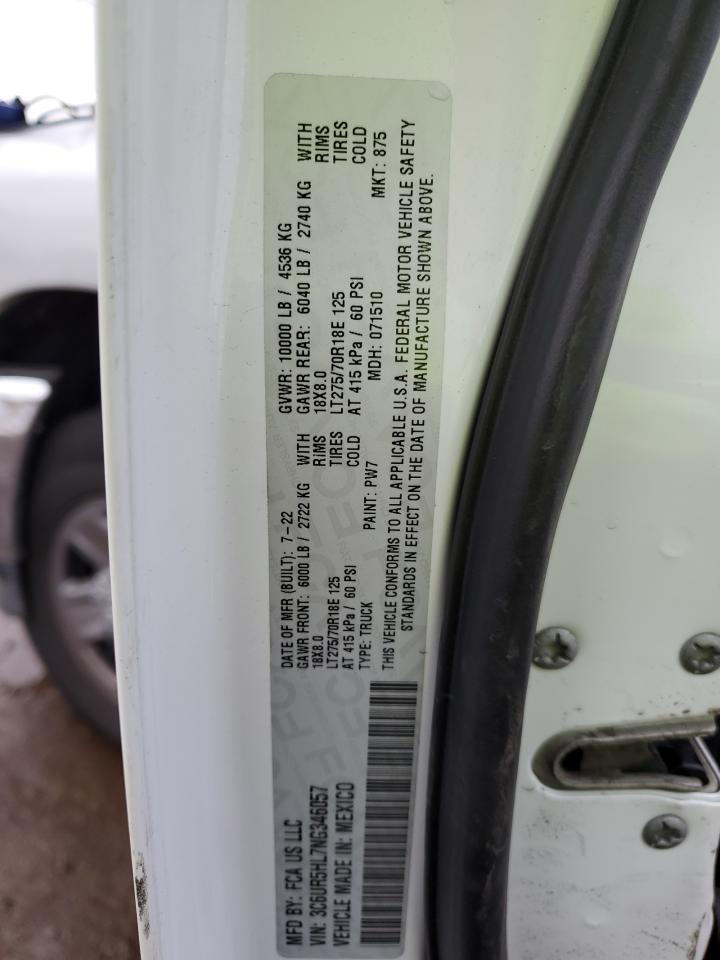 MFD BY: FCA US LLC
DATE OF MFR (BUILT): 7-22
GVWR: 10000 LB / 4536 KG
VIN: 3C6UR5HL7NG346057
GAWR FRONT: 6000 LB / 2722 KG WITH
GAWR REAR: 6040 LB / 2740 KG WITH
VEHICLE MADE IN: MEXICO
18X8.0 RIMS
18X8.0 RIMS
LT275/70R18E 125 TIRES
LT275/70R18E 125 TIRES
AT 415 kPa / 60 PSI COLD
AT 415 kPa / 60 PSI COLD
TYPE: TRUCK PAINT: PW7 MDH: 071510 MKT: 875
THIS VEHICLE CONFORMS TO ALL APPLICABLE U.S.A. FEDERAL MOTOR VEHICLE SAFETY
STANDARDS IN EFFECT ON THE DATE OF MANUFACTURE SHOWN ABOVE.